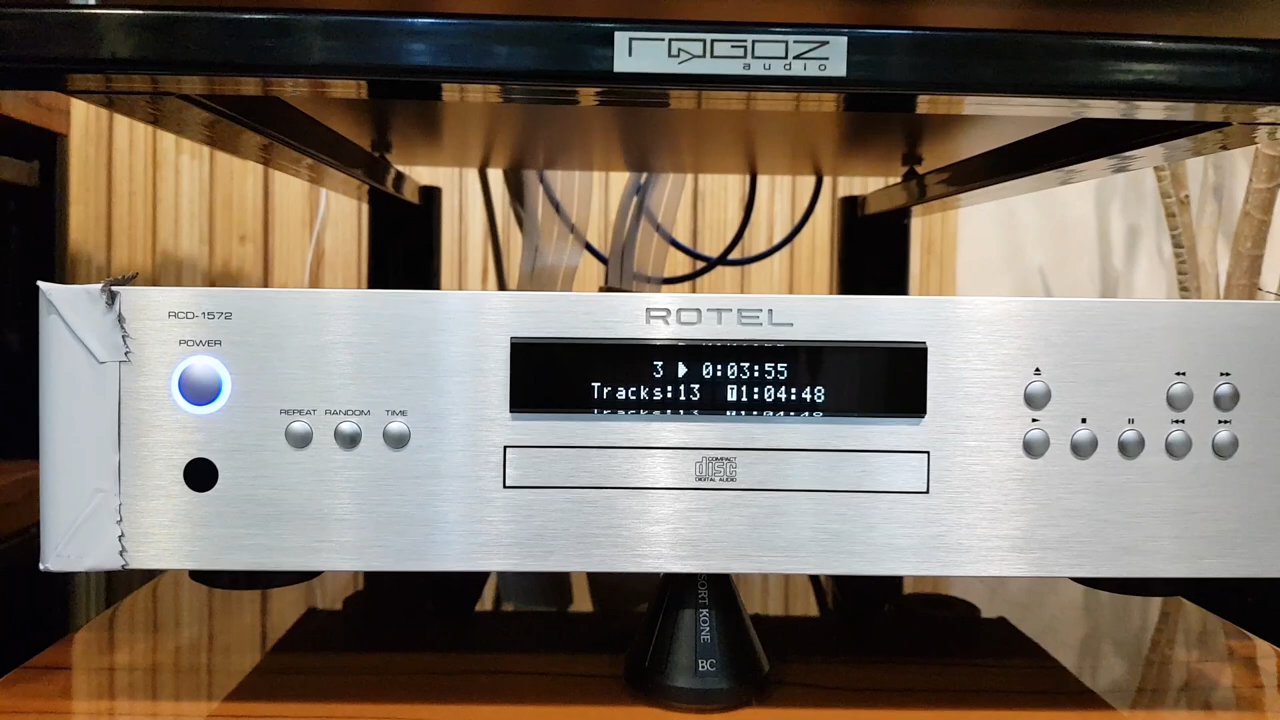 rogoz
audio
RCD-1572
ROTEL
POWER
3 0:03:55
Tracks:13 T1:04:48
REPEAT RANDOM TIME
COMPACT
disc
DIGITAL AUDIO
SORT KONE
BC